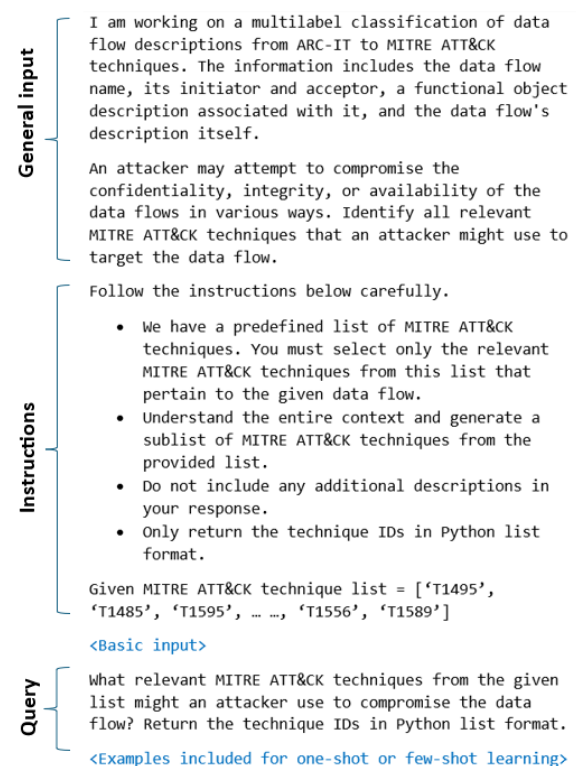 General input
I am working on a multilabel classification of data
flow descriptions from ARC-IT to MITRE ATT&CK
techniques. The information includes the data flow
name, its initiator and acceptor, a functional object
description associated with it, and the data flow's
description itself.
An attacker may attempt to compromise the
confidentiality, integrity, or availability of the
data flows in various ways. Identify all relevant
MITRE ATT&CK techniques that an attacker might use to
target the data flow.
Instructions
Follow the instructions below carefully.
• We have a predefined list of MITRE ATT&CK
techniques. You must select only the relevant
MITRE ATT&CK techniques from this list that
pertain to the given data flow.
• Understand the entire context and generate a
sublist of MITRE ATT&CK techniques from the
provided list.
• Do not include any additional descriptions in
your response.
• Only return the technique IDs in Python list
format.
Given MITRE ATT&CK technique list = [‘T1495’,
‘T1485’, ‘T1595’, … …, ‘T1556’, ‘T1589’]
<Basic input>
Query
What relevant MITRE ATT&CK techniques from the given
list might an attacker use to compromise the data
flow? Return the technique IDs in Python list format.
<Examples included for one-shot or few-shot learning>